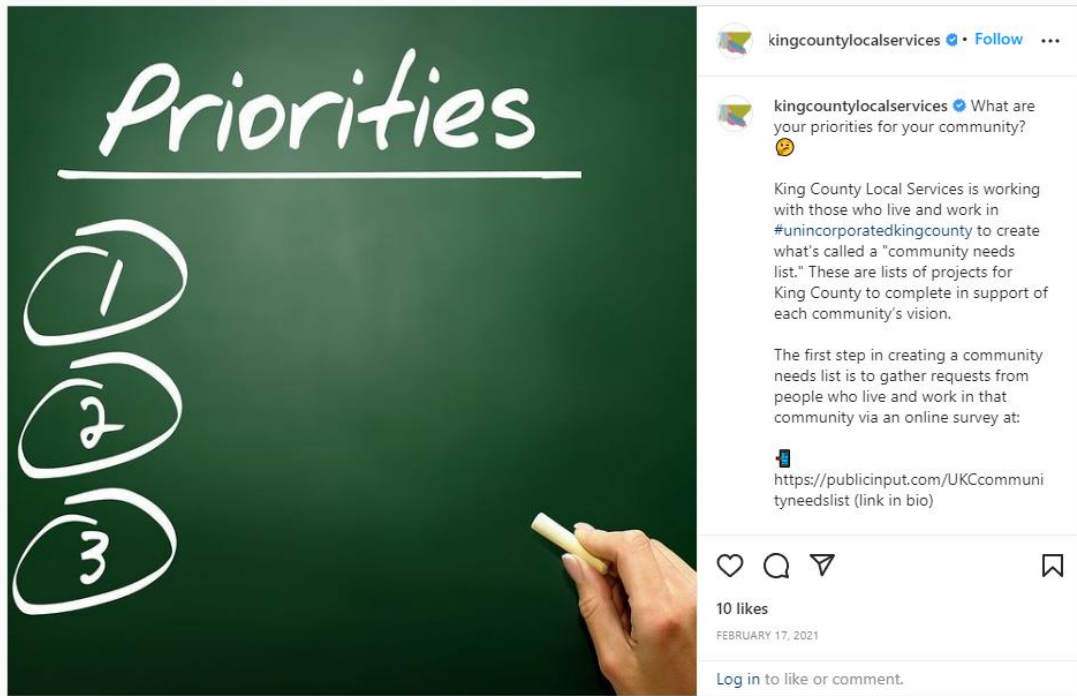 Priorities
1
2
3
kingcountylocalservices • Follow
kingcountylocalservices What are
your priorities for your community?
🤔
King County Local Services is working
with those who live and work in
#unincorporatedkingcounty to create
what's called a "community needs
list." These are lists of projects for
King County to complete in support of
each community's vision.
The first step in creating a community
needs list is to gather requests from
people who live and work in that
community via an online survey at:
📲
https://publicinput.com/UKCcommuni
tyneedslist (link in bio)
10 likes
FEBRUARY 17, 2021
Log in to like or comment.